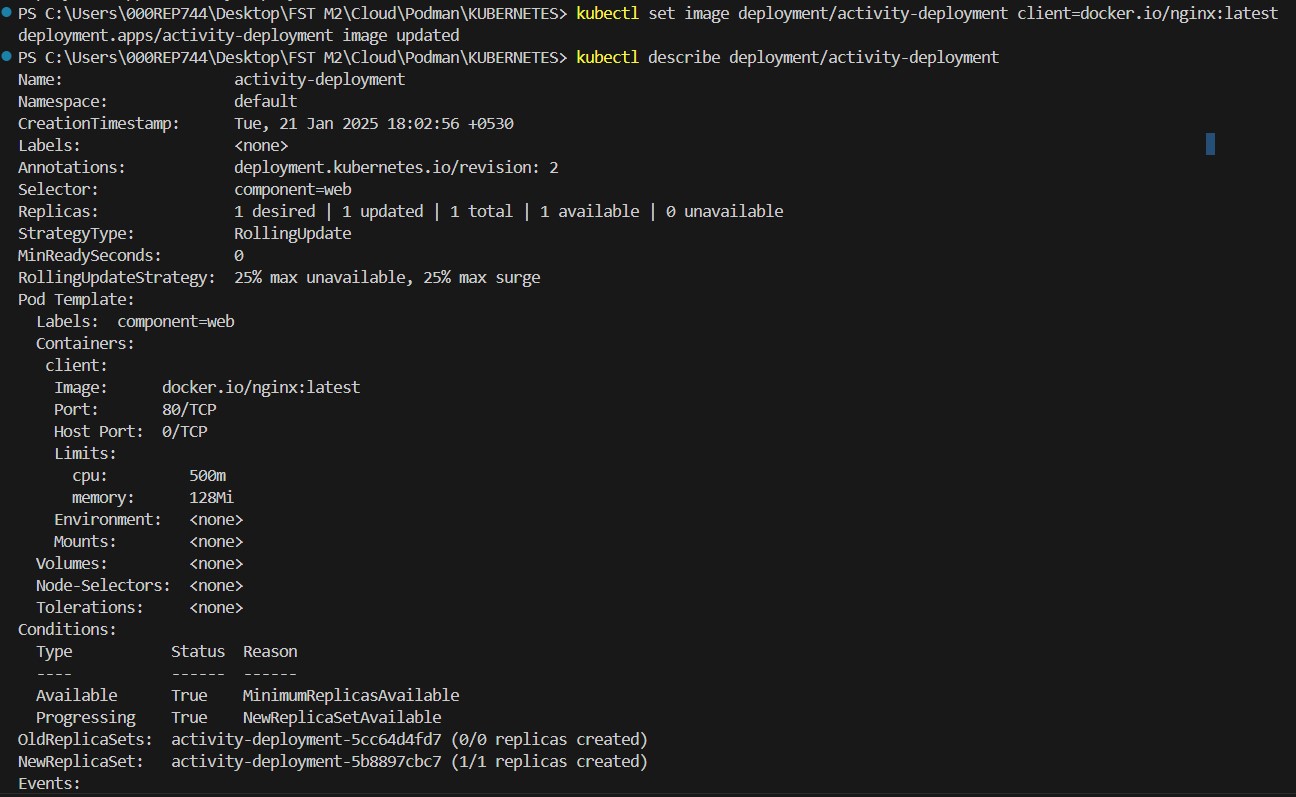 PS C:\Users\000REP744\Desktop\FST M2\Cloud\Podman\KUBERNETES> kubectl set image deployment/activity-deployment client=docker.io/nginx:latest
deployment.apps/activity-deployment image updated
PS C:\Users\000REP744\Desktop\FST M2\Cloud\Podman\KUBERNETES> kubectl describe deployment/activity-deployment
Name:                   activity-deployment
Namespace:              default
CreationTimestamp:      Tue, 21 Jan 2025 18:02:56 +0530
Labels:                 <none>
Annotations:            deployment.kubernetes.io/revision: 2
Selector:               component=web
Replicas:               1 desired | 1 updated | 1 total | 1 available | 0 unavailable
StrategyType:           RollingUpdate
MinReadySeconds:        0
RollingUpdateStrategy:  25% max unavailable, 25% max surge
Pod Template:
  Labels:  component=web
  Containers:
   client:
    Image:      docker.io/nginx:latest
    Port:       80/TCP
    Host Port:  0/TCP
    Limits:
      cpu:         500m
      memory:      128Mi
    Environment:   <none>
    Mounts:        <none>
  Volumes:         <none>
  Node-Selectors:  <none>
  Tolerations:     <none>
Conditions:
  Type           Status  Reason
  ----           ------  ------
  Available      True    MinimumReplicasAvailable
  Progressing    True    NewReplicaSetAvailable
OldReplicaSets:  activity-deployment-5cc64d4fd7 (0/0 replicas created)
NewReplicaSet:   activity-deployment-5b8897cbc7 (1/1 replicas created)
Events: